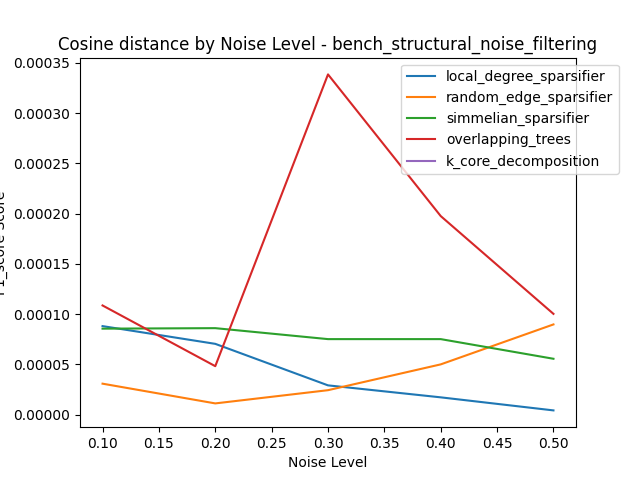 Cosine distance by Noise Level - bench_structural_noise_filtering
0.00035
0.00030
0.00025
0.00020
0.00015
0.00010
0.00005
0.00000
local_degree_sparsifier
random_edge_sparsifier
simmelian_sparsifier
overlapping_trees
k_core_decomposition
0.10 0.15 0.20 0.25 0.30 0.35 0.40 0.45 0.50
Noise Level